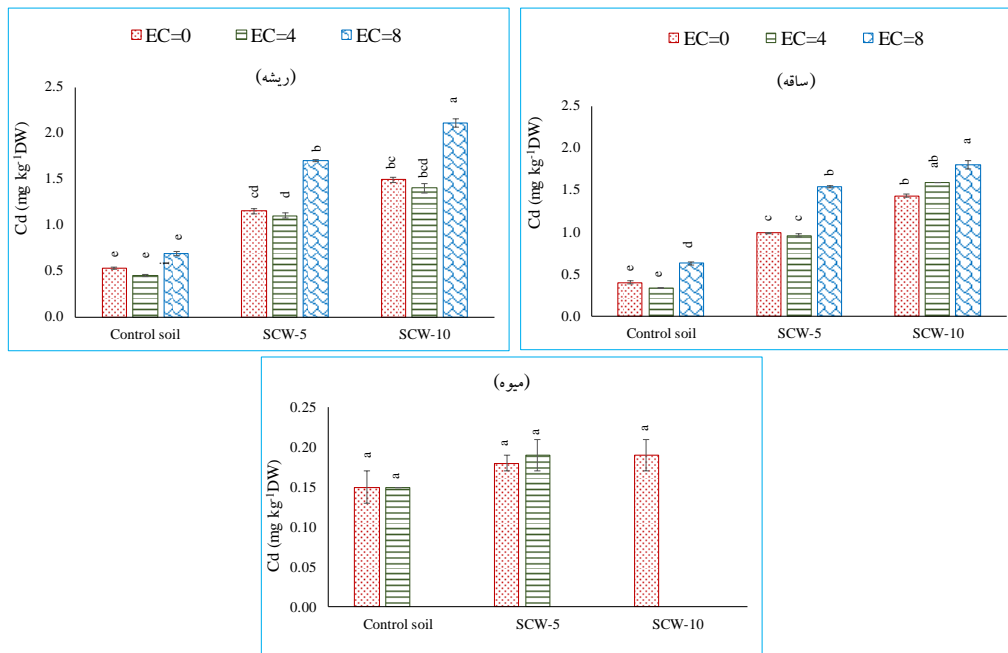 EC=0 EC=4 EC=8
(ریشه)
Cd (mg kg-1DW)
2.5
2.0
1.5
1.0
0.5
0.0
e e e
cd d b
bc bcd a
Control soil SCW-5 SCW-10
EC=0 EC=4 EC=8
(ساقه)
Cd (mg kg-1DW)
2.5
2.0
1.5
1.0
0.5
0.0
e e d
c c b
b ab a
Control soil SCW-5 SCW-10
(میوه)
Cd (mg kg-1DW)
0.25
0.20
0.15
0.10
0.05
0.00
a a
a a
a
Control soil SCW-5 SCW-10